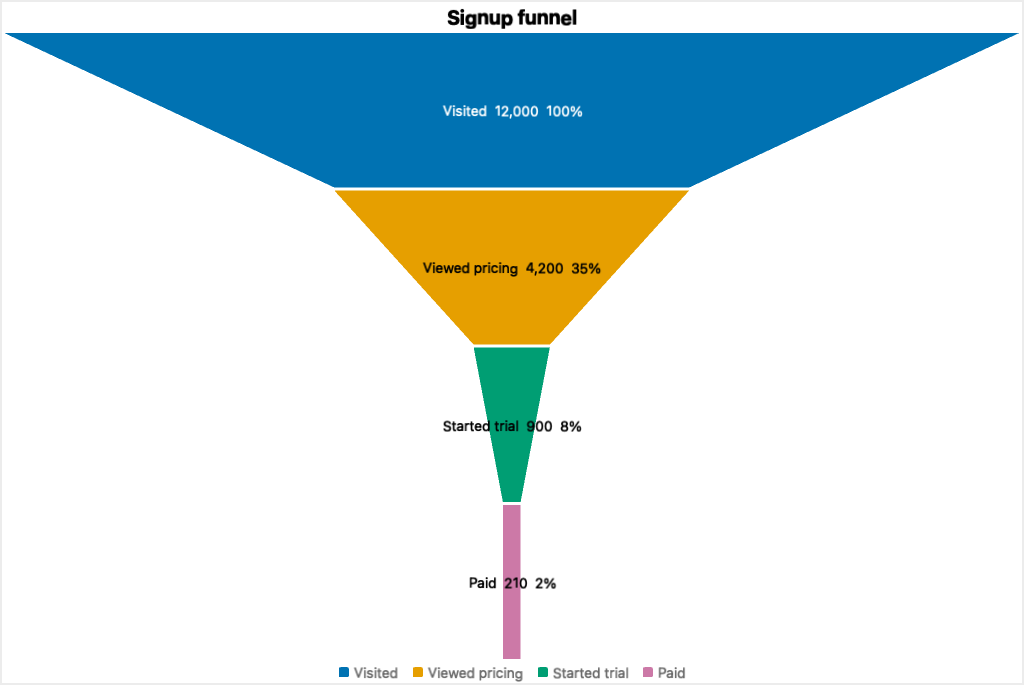 Signup funnel
Visited 12,000 100%
Viewed pricing 4,200 35%
Started trial 900 8%
Paid 210 2%
Visited Viewed pricing Started trial Paid